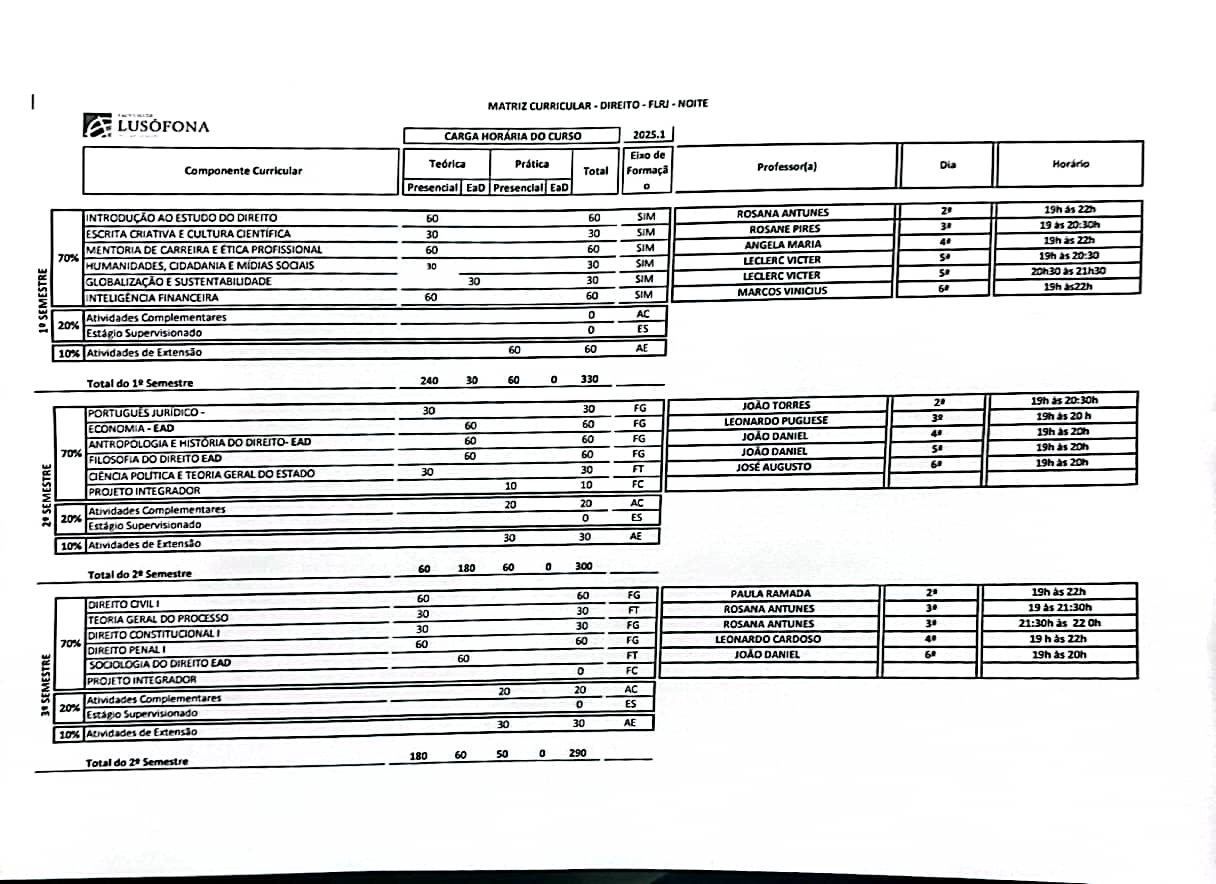 MATRIZ CURRICULAR - DIREITO - FLRJ - NOITE
LUSÓFONA
CARGA HORÁRIA DO CURSO 2025.1
Componente Curricular Teórica Prática Total Eixo de Formaçã o Professor(a) Dia Horário
Presencial EaD Presencial EaD
1º SEMESTRE
70%
INTRODUÇÃO AO ESTUDO DO DIREITO 60 60 SIM ROSANA ANTUNES 2ª 19h ás 22h
ESCRITA CRIATIVA E CULTURA CIENTÍFICA 30 30 SIM ROSANE PIRES 3ª 19 ás 20:30h
MENTORIA DE CARREIRA E ÉTICA PROFISSIONAL 60 60 SIM ANGELA MARIA 4ª 19h às 22h
HUMANIDADES, CIDADANIA E MÍDIAS SOCIAIS 30 30 SIM LECLERC VICTER 5ª 19h às 20:30
GLOBALIZAÇÃO E SUSTENTABILIDADE 30 30 SIM LECLERC VICTER 5ª 20h30 às 21h30
INTELIGÊNCIA FINANCEIRA 60 60 SIM MARCOS VINICIUS 6ª 19h às22h
20% Atividades Complementares 0 AC
Estágio Supervisionado 0 ES
10% Atividades de Extensão 60 60 AE
Total do 1º Semestre 240 30 60 0 330
2º SEMESTRE
70%
PORTUGUÊS JURÍDICO - 30 30 FG JOÃO TORRES 2ª 19h às 20:30h
ECONOMIA - EAD 60 60 FG LEONARDO PUGUESE 3º 19h às 20 h
ANTROPOLOGIA E HISTÓRIA DO DIREITO- EAD 60 60 FG JOÃO DANIEL 4ª 19h às 20h
FILOSOFIA DO DIREITO EAD 60 60 FG JOÃO DANIEL 5ª 19h às 20h
CIÊNCIA POLÍTICA E TEORIA GERAL DO ESTADO 30 30 FT JOSÉ AUGUSTO 6ª 19h às 20h
PROJETO INTEGRADOR 10 10 FC
20% Atividades Complementares 20 20 AC
Estágio Supervisionado 0 ES
10% Atividades de Extensão 30 30 AE
Total do 2º Semestre 60 180 60 0 300
3º SEMESTRE
70%
DIREITO CIVIL I 60 60 FG PAULA RAMADA 2ª 19h às 22h
TEORIA GERAL DO PROCESSO 30 30 FT ROSANA ANTUNES 3ª 19 às 21:30h
DIREITO CONSTITUCIONAL I 30 30 FG ROSANA ANTUNES 3ª 21:30h às 22 0h
DIREITO PENAL I 60 60 FG LEONARDO CARDOSO 4ª 19 h às 22h
SOCIOLOGIA DO DIREITO EAD 60 FT JOÃO DANIEL 6ª 19h às 20h
PROJETO INTEGRADOR 0 FC
20% Atividades Complementares 20 20 AC
Estágio Supervisionado 0 ES
10% Atividades de Extensão 30 30 AE
Total do 2º Semestre 180 60 50 0 290